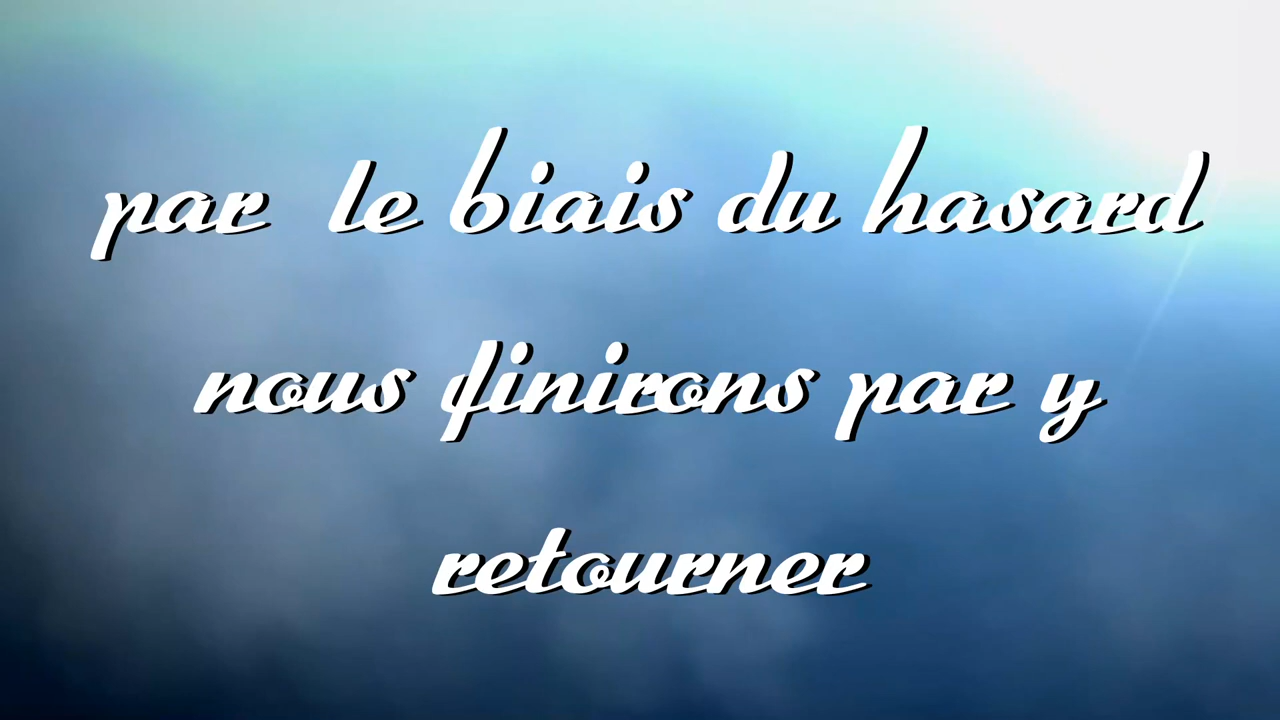 par le biais du hasard
nous finirons par y
retourner